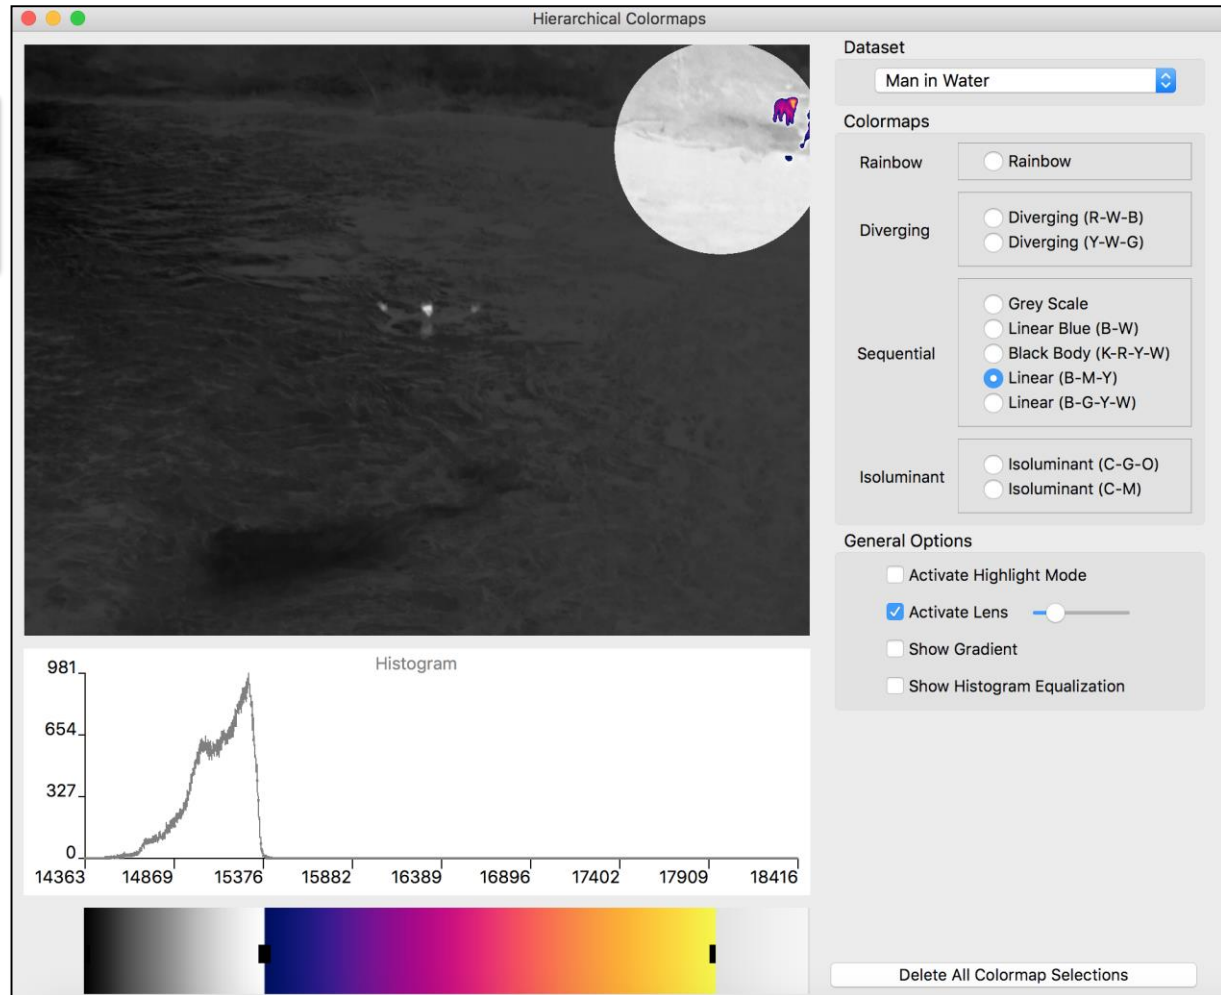 Hierarchical Colormaps
Dataset
Man in Water
Colormaps
Rainbow
Rainbow
Diverging
Diverging (R-W-B)
Diverging (Y-W-G)
Sequential
Grey Scale
Linear Blue (B-W)
Black Body (K-R-Y-W)
Linear (B-M-Y)
Linear (B-G-Y-W)
Isoluminant
Isoluminant (C-G-O)
Isoluminant (C-M)
General Options
Activate Highlight Mode
Activate Lens
Show Gradient
Show Histogram Equalization
Histogram
981
654
327
0
14363 14869 15376 15882 16389 16896 17402 17909 18416
Delete All Colormap Selections